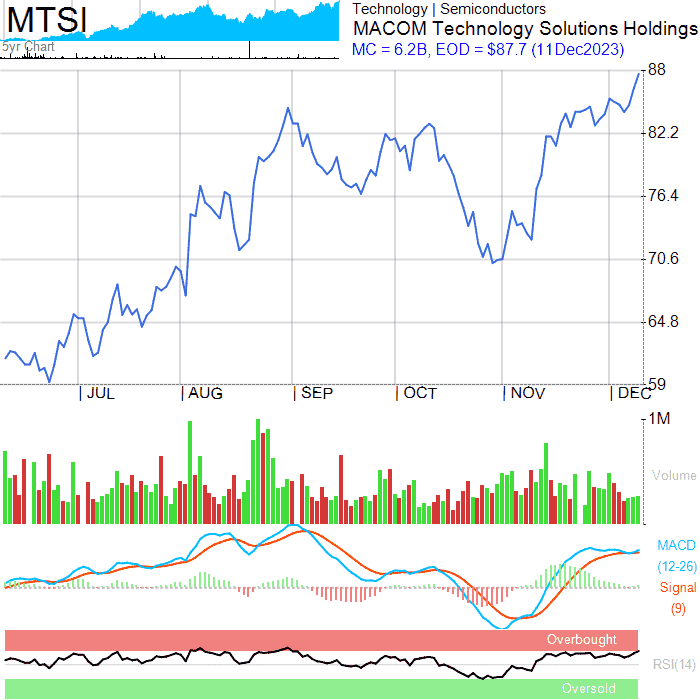 MTSI
5yr Chart
Technology | Semiconductors
MACOM Technology Solutions Holdings
MC = 6.2B, EOD = $87.7 (11Dec2023)
88
82.2
76.4
70.6
64.8
59
| JUL
| AUG
| SEP
| OCT
| NOV
| DEC
1M
Volume
MACD
(12-26)
Signal
(9)
Overbought
RSI(14)
Oversold